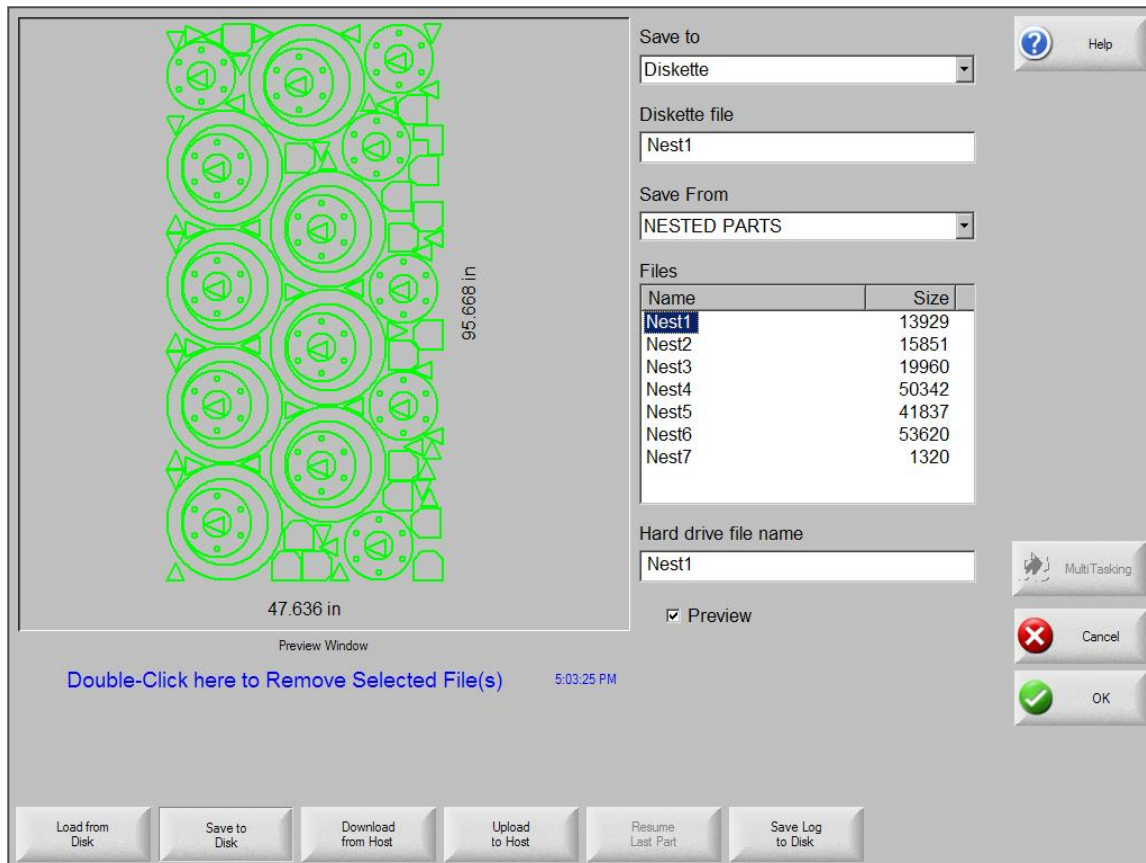 Save to
Diskette
Help
Diskette file
Nest1
Save From
NESTED PARTS
Files
Name Size
Nest1 13929
Nest2 15851
Nest3 19960
Nest4 50342
Nest5 41837
Nest6 53620
Nest7 1320
95.668 in
47.636 in
Hard drive file name
Nest1
Preview
Preview Window
Double-Click here to Remove Selected File(s) 5:03:25 PM
MultiTasking
Cancel
OK
Load from
Disk
Save to
Disk
Download
from Host
Upload
to Host
Resume
Last Part
Save Log
to Disk